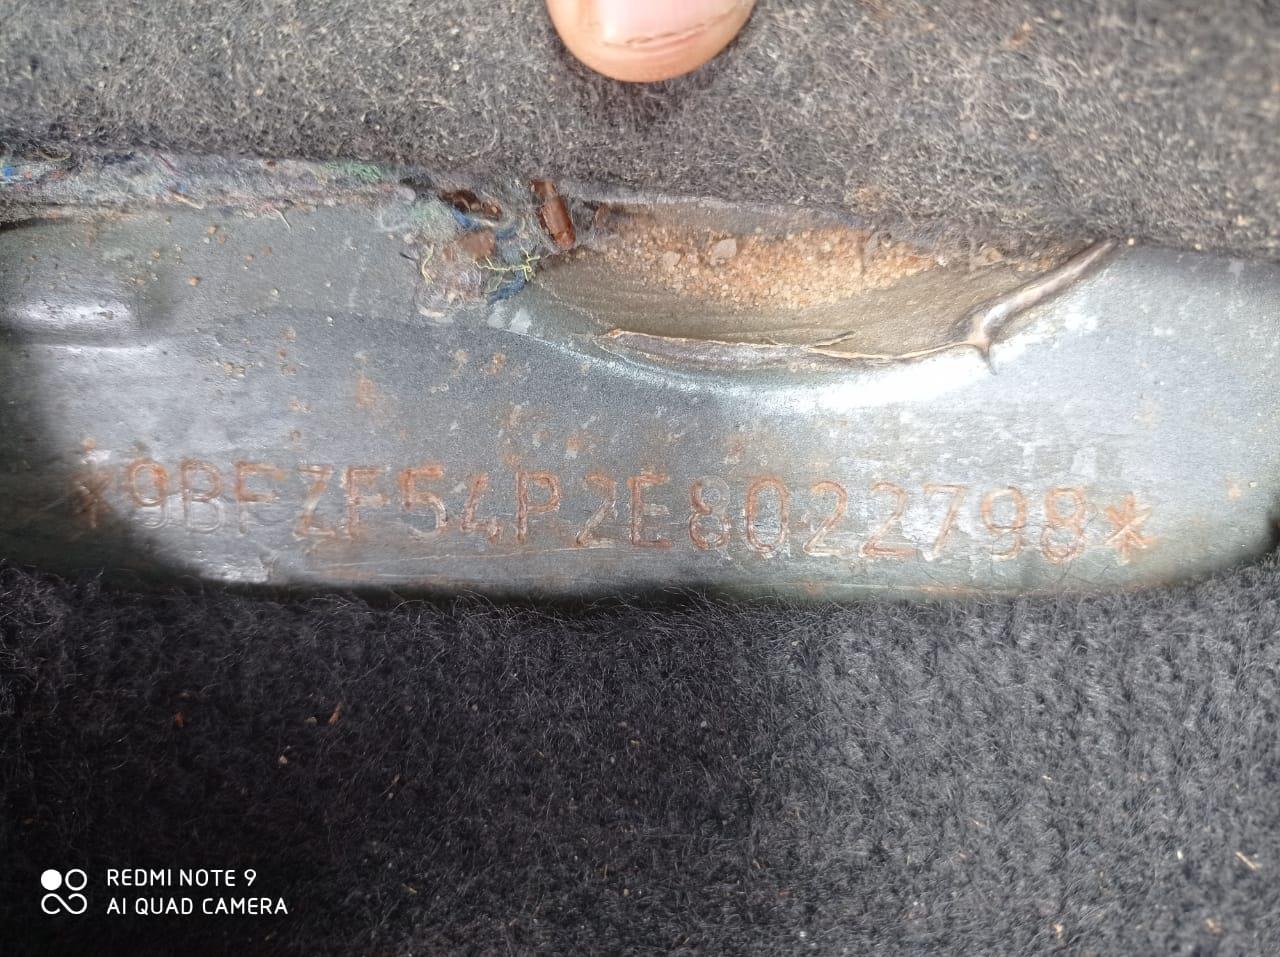 *9BFZF54P2E8022798*
REDMI NOTE 9
AI QUAD CAMERA